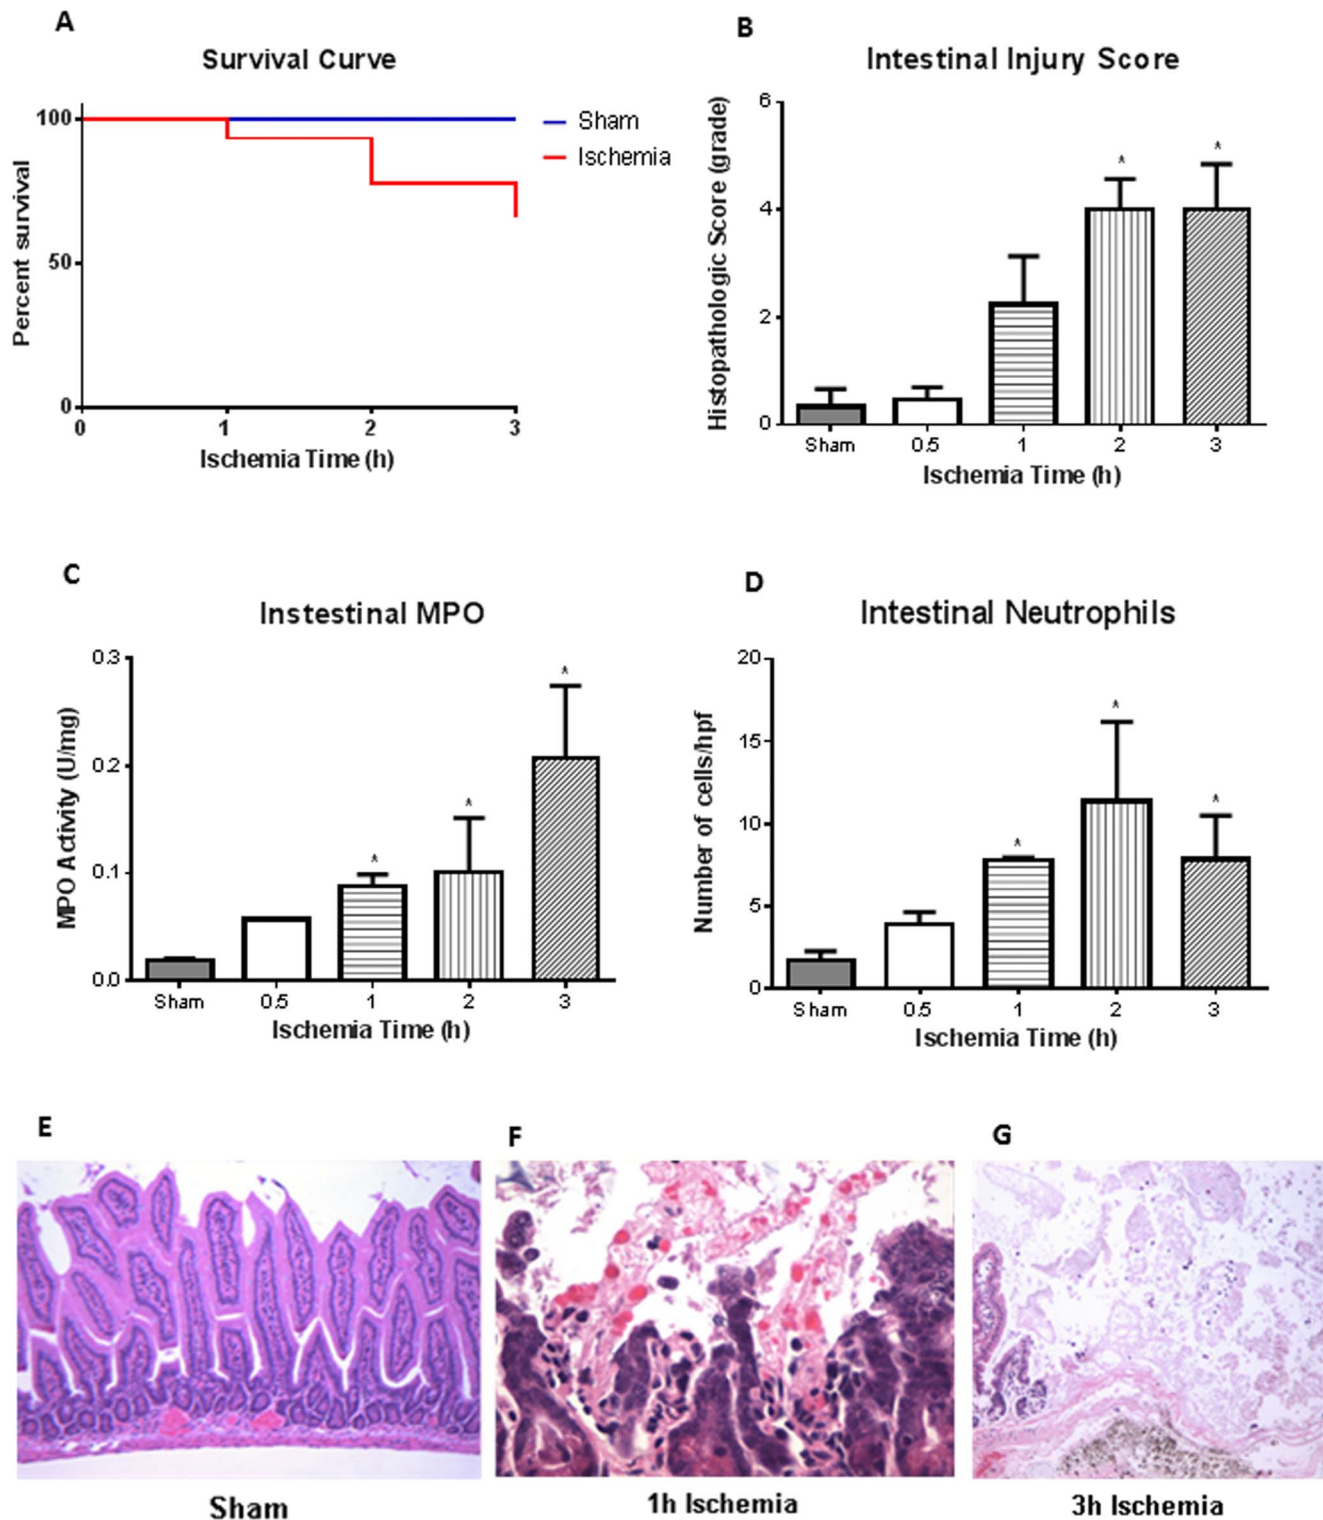 A
Survival Curve
Percent survival
100
50
0
0 1 2 3
Ischemia Time (h)
Sham
Ischemia
B
Intestinal Injury Score
Histopathologic Score (grade)
6
4
2
0
* *
Sham 0.5 1 2 3
Ischemia Time (h)
C
Instestinal MPO
MPO Activity (U/mg)
0.3
0.2
0.1
0.0
* * *
Sham 0.5 1 2 3
Ischemia Time (h)
D
Intestinal Neutrophils
Number of cells/hpf
20
15
10
5
0
* * *
Sham 0.5 1 2 3
Ischemia Time (h)
E
Sham
F
1h Ischemia
G
3h Ischemia